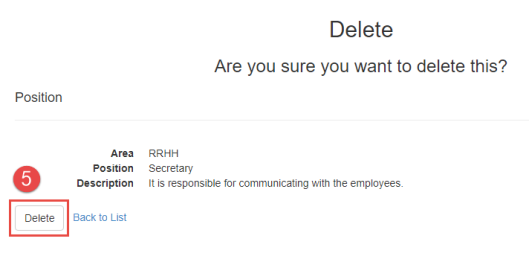 Delete
Are you sure you want to delete this?
Position
Area RRHH
Position Secretary
Description It is responsible for communicating with the employees.
5
Delete Back to List